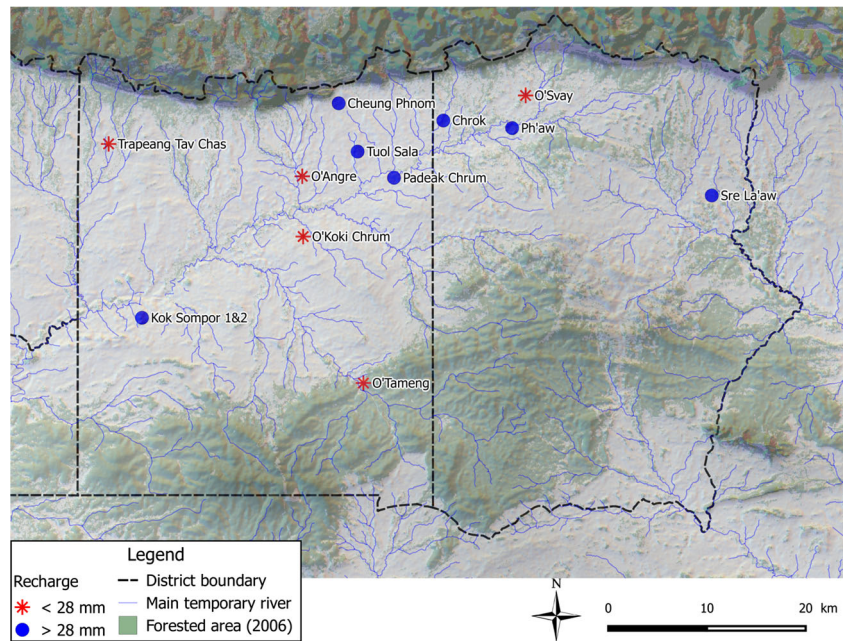 O'Svay
Cheung Phnom
Chrok
Ph'aw
Trapeang Tav Chas
Tuol Sala
O'Angre
Padeak Chrum
Sre La'aw
O'Koki Chrum
Kok Sompor 1&2
O'Tameng
Legend
Recharge
< 28 mm
> 28 mm
District boundary
Main temporary river
Forested area (2006)
N
0 10 20 km